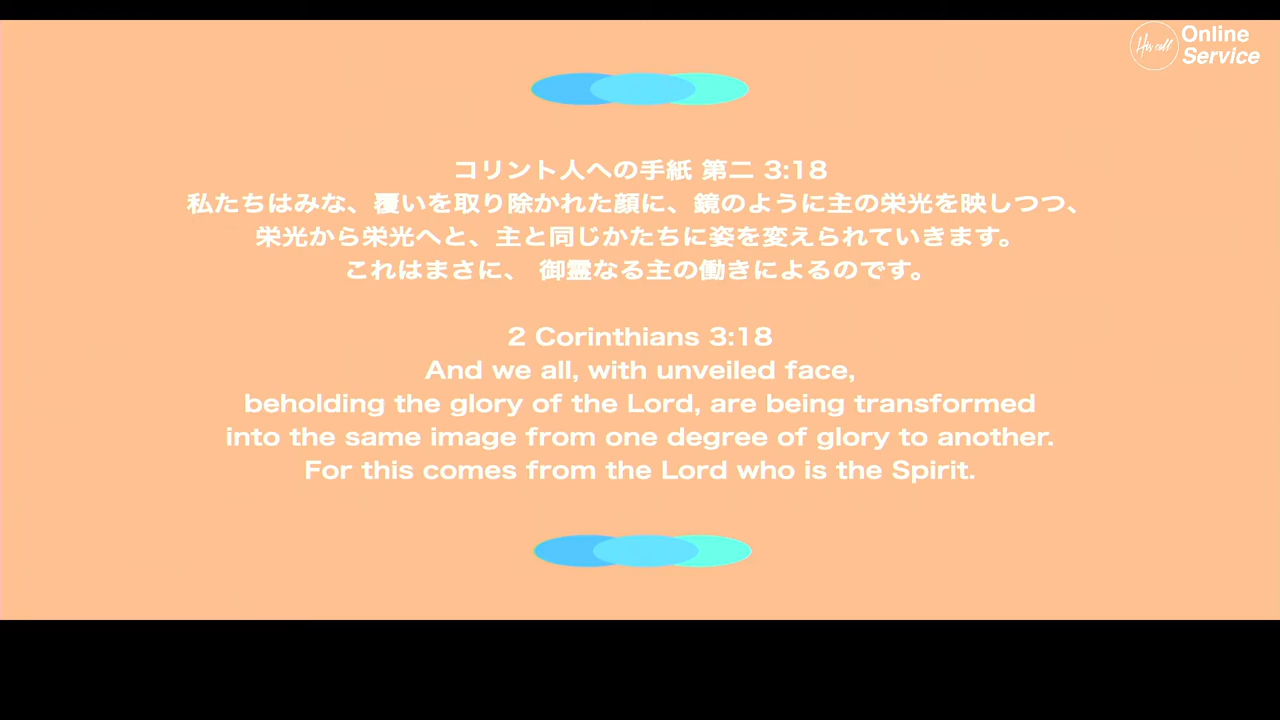 His call
Online
Service
コリント人への手紙 第二 3:18
私たちはみな、覆いを取り除かれた顔に、鏡のように主の栄光を映しつつ、
栄光から栄光へと、主と同じかたちに姿を変えられていきます。
これはまさに、 御霊なる主の働きによるのです。
2 Corinthians 3:18
And we all, with unveiled face,
beholding the glory of the Lord, are being transformed
into the same image from one degree of glory to another.
For this comes from the Lord who is the Spirit.